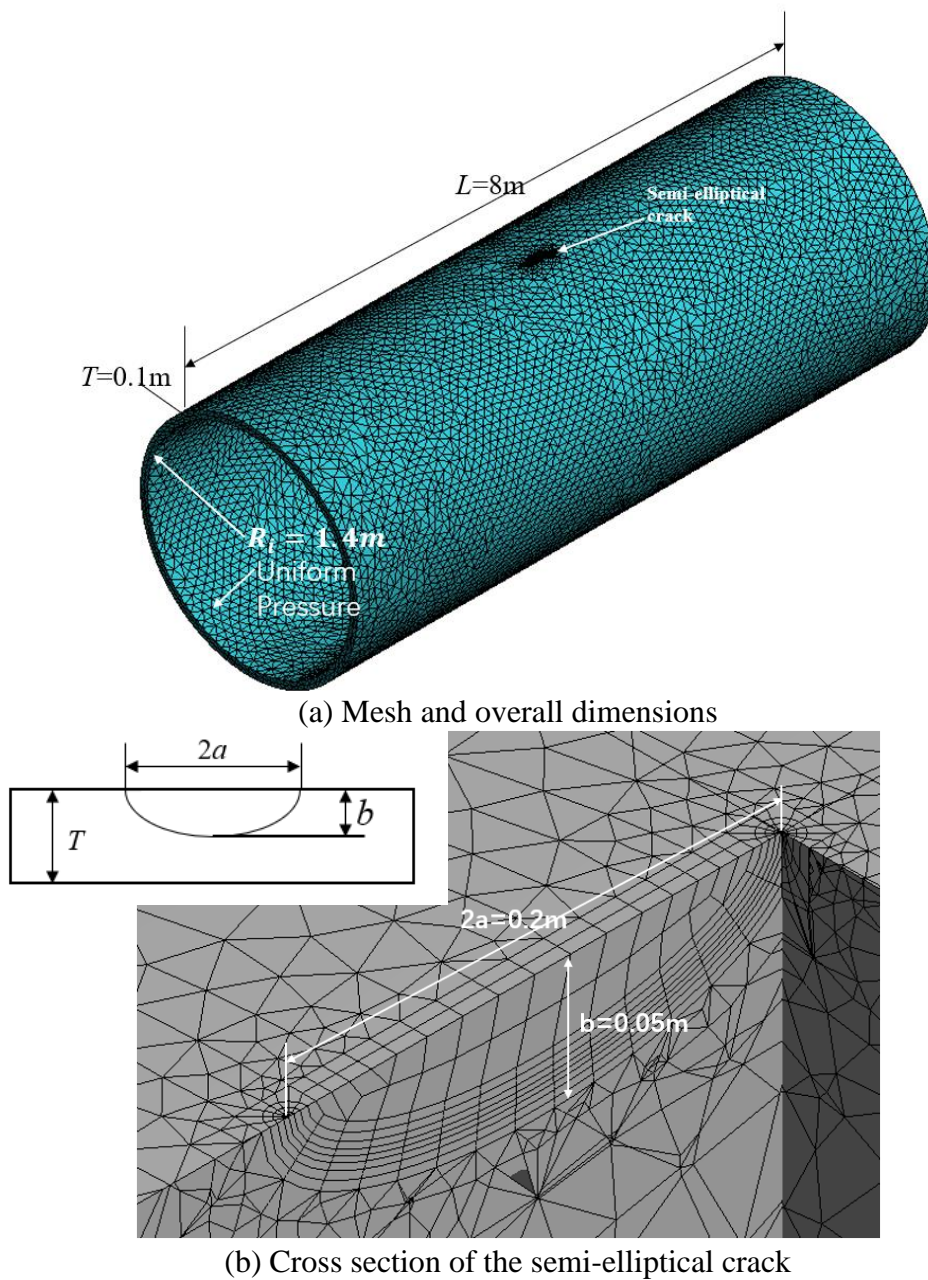 L=8m
Semi-elliptical
crack
T=0.1m
R_i = 1.4m
Uniform
Pressure
(a) Mesh and overall dimensions
2a
b
T
2a=0.2m
b=0.05m
(b) Cross section of the semi-elliptical crack